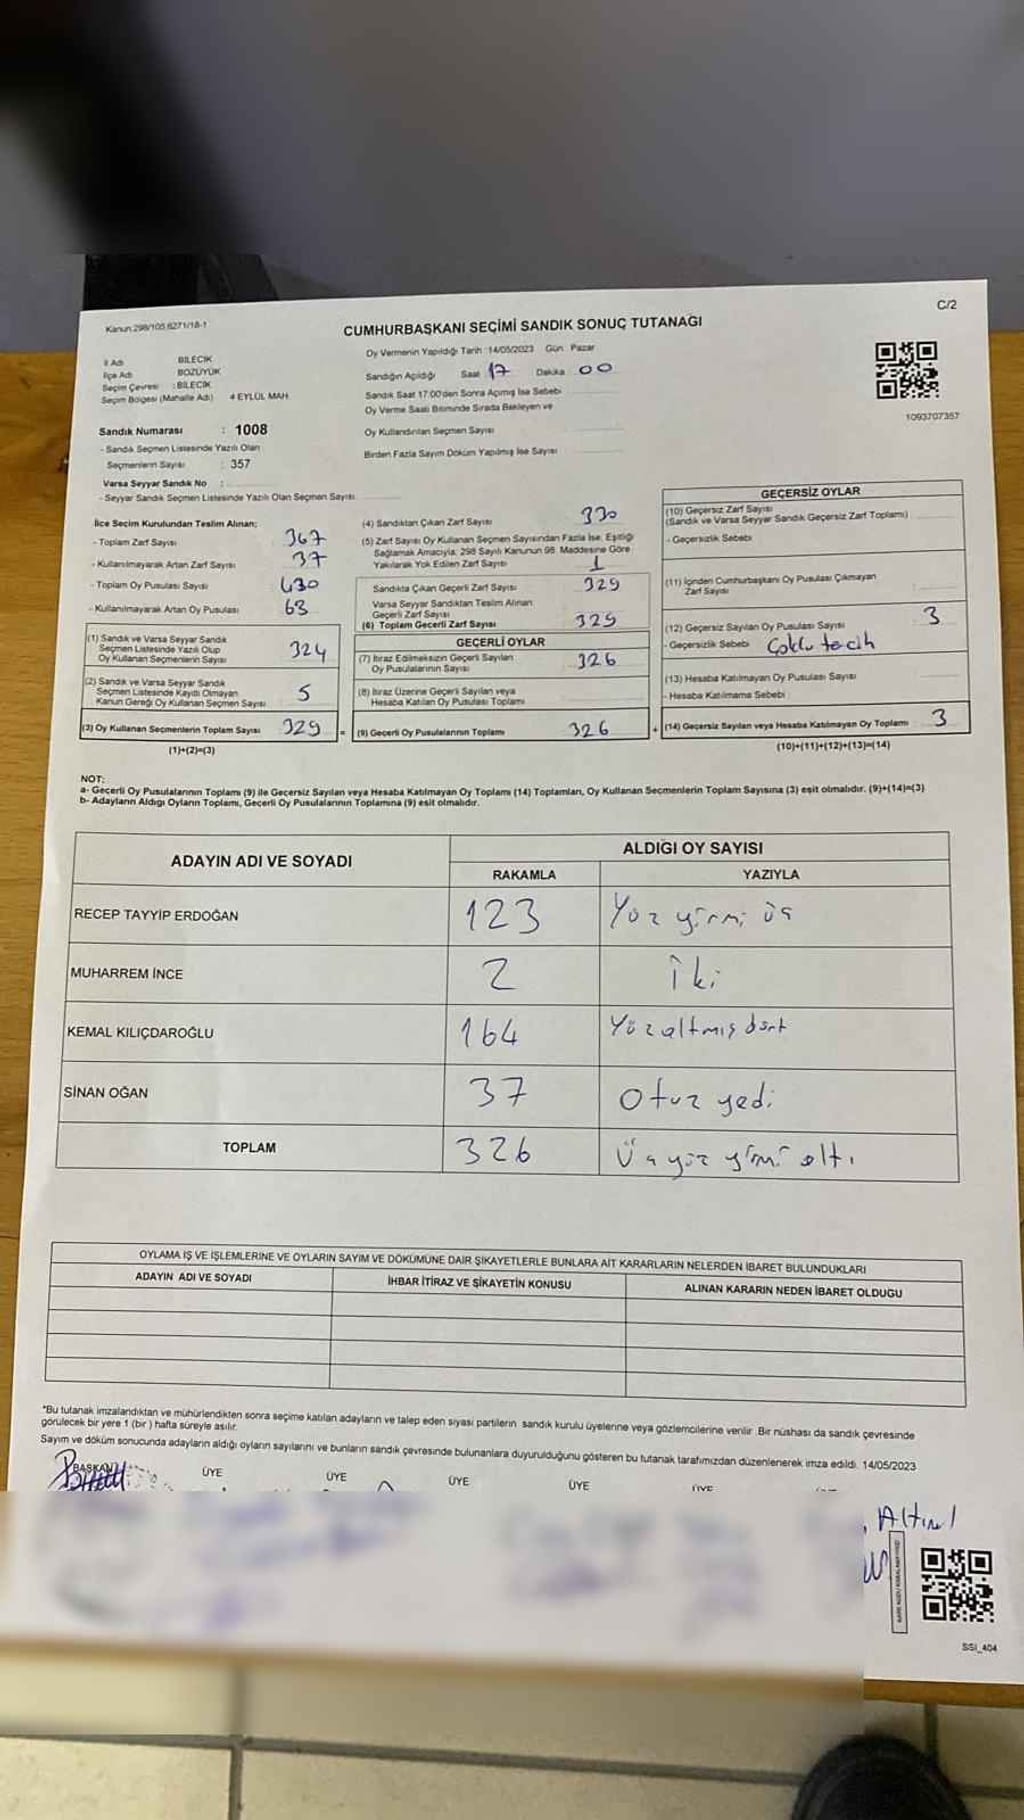 C/2
Kanun 298/105,6271/18-1
CUMHURBAŞKANI SEÇİMİ SANDIK SONUÇ TUTANAĞI
İl Adı BİLECİK
İlçe Adı BOZÜYÜK
Seçim Çevresi : BİLECİK
Seçim Bölgesi (Mahalle Adı) 4 EYLÜL MAH.
Sandık Numarası : 1008
- Sandık Seçmen Listesinde Yazılı Olan
Seçmenlerin Sayısı : 357
Varsa Seyyar Sandık No :
- Seyyar Sandık Seçmen Listesinde Yazılı Olan Seçmen Sayısı
Oy Vermenin Yapıldığı Tarih :14/05/2023 Gün: Pazar
Sandığın Açıldığı Saat 17 Dakika 00
Sandık Saat 17:00'den Sonra Açılmış İse Sebebi
Oy Verme Saati Bitiminde Sırada Bekleyen ve
Oy Kullandırılan Seçmen Sayısı
Birden Fazla Sayım Döküm Yapılmış İse Sayısı
1093707357
İlçe Seçim Kurulundan Teslim Alınan;
- Toplam Zarf Sayısı 367
- Kullanılmayarak Artan Zarf Sayısı 37
- Toplam Oy Pusulası Sayısı 430
- Kullanılmayarak Artan Oy Pusulası 63
(1) Sandık ve Varsa Seyyar Sandık
Seçmen Listesinde Yazılı Olup
Oy Kullanan Seçmenlerin Sayısı 324
(2) Sandık ve Varsa Seyyar Sandık
Seçmen Listesinde Kaydı Olmayan
Kanun Gereği Oy Kullanan Seçmen Sayısı 5
(3) Oy Kullanan Seçmenlerin Toplam Sayısı 329
(1)+(2)=(3)
(4) Sandıktan Çıkan Zarf Sayısı 330
(5) Zarf Sayısı Oy Kullanan Seçmen Sayısından Fazla İse, Eşitliği
Sağlamak Amacıyla; 298 Sayılı Kanunun 98. Maddesine Göre
Yakılarak Yok Edilen Zarf Sayısı 1
Sandıkta Çıkan Geçerli Zarf Sayısı 329
Varsa Seyyar Sandıktan Teslim Alınan
Geçerli Zarf Sayısı
(6) Toplam Geçerli Zarf Sayısı 329
GEÇERLİ OYLAR
(7) İtiraz Edilmeksizin Geçerli Sayılan
Oy Pusulalarının Sayısı 326
(8) İtiraz Üzerine Geçerli Sayılan veya
Hesaba Katılan Oy Pusulası Toplamı
= (9) Geçerli Oy Pusulalarının Toplamı 326 +
GEÇERSİZ OYLAR
(10) Geçersiz Zarf Sayısı
(Sandık ve Varsa Seyyar Sandık Geçersiz Zarf Toplamı)
- Geçersizlik Sebebi
(11) İçinden Cumhurbaşkanı Oy Pusulası Çıkmayan
Zarf Sayısı
(12) Geçersiz Sayılan Oy Pusulası Sayısı 3
- Geçersizlik Sebebi Çoklu tecih
(13) Hesaba Katılmayan Oy Pusulası Sayısı
- Hesaba Katılmama Sebebi
(14) Geçersiz Sayılan veya Hesaba Katılmayan Oy Toplamı 3
(10)+(11)+(12)+(13)=(14)
NOT:
a- Geçerli Oy Pusulalarının Toplamı (9) ile Geçersiz Sayılan veya Hesaba Katılmayan Oy Toplamı (14) Toplamları, Oy Kullanan Seçmenlerin Toplam Sayısına (3) eşit olmalıdır. (9)+(14)=(3)
b- Adayların Aldığı Oyların Toplamı, Geçerli Oy Pusulalarının Toplamına (9) eşit olmalıdır.
ADAYIN ADI VE SOYADI
ALDIĞI OY SAYISI
RAKAMLA YAZIYLA
RECEP TAYYİP ERDOĞAN 123 Yüz yirmi üç
MUHARREM İNCE 2 İki
KEMAL KILIÇDAROĞLU 164 Yüz altmış dört
SİNAN OĞAN 37 Otuz yedi
TOPLAM 326 Üç yüz yirmi altı
OYLAMA İŞ VE İŞLEMLERİNE VE OYLARIN SAYIM VE DÖKÜMÜNE DAİR ŞİKAYETLERLE BUNLARA AİT KARARLARIN NELERDEN İBARET BULUNDUKLARI
ADAYIN ADI VE SOYADI İHBAR İTİRAZ VE ŞİKAYETİN KONUSU ALINAN KARARIN NEDEN İBARET OLDUĞU
*Bu tutanak imzalandıktan ve mühürlendikten sonra seçime katılan adayların ve talep eden siyasi partilerin sandık kurulu üyelerine veya gözlemcilerine verilir. Bir nüshası da sandık çevresinde
görülecek bir yere 1 (bir) hafta süreyle asılır.
Sayım ve döküm sonucunda adayların aldığı oyların sayılarını ve bunların sandık çevresinde bulunanlara duyurulduğunu gösteren bu tutanak tarafımızdan düzenlenerek imza edildi. 14/05/2023
BAŞKAN ÜYE ÜYE ÜYE ÜYE ÜYE
SSI_404